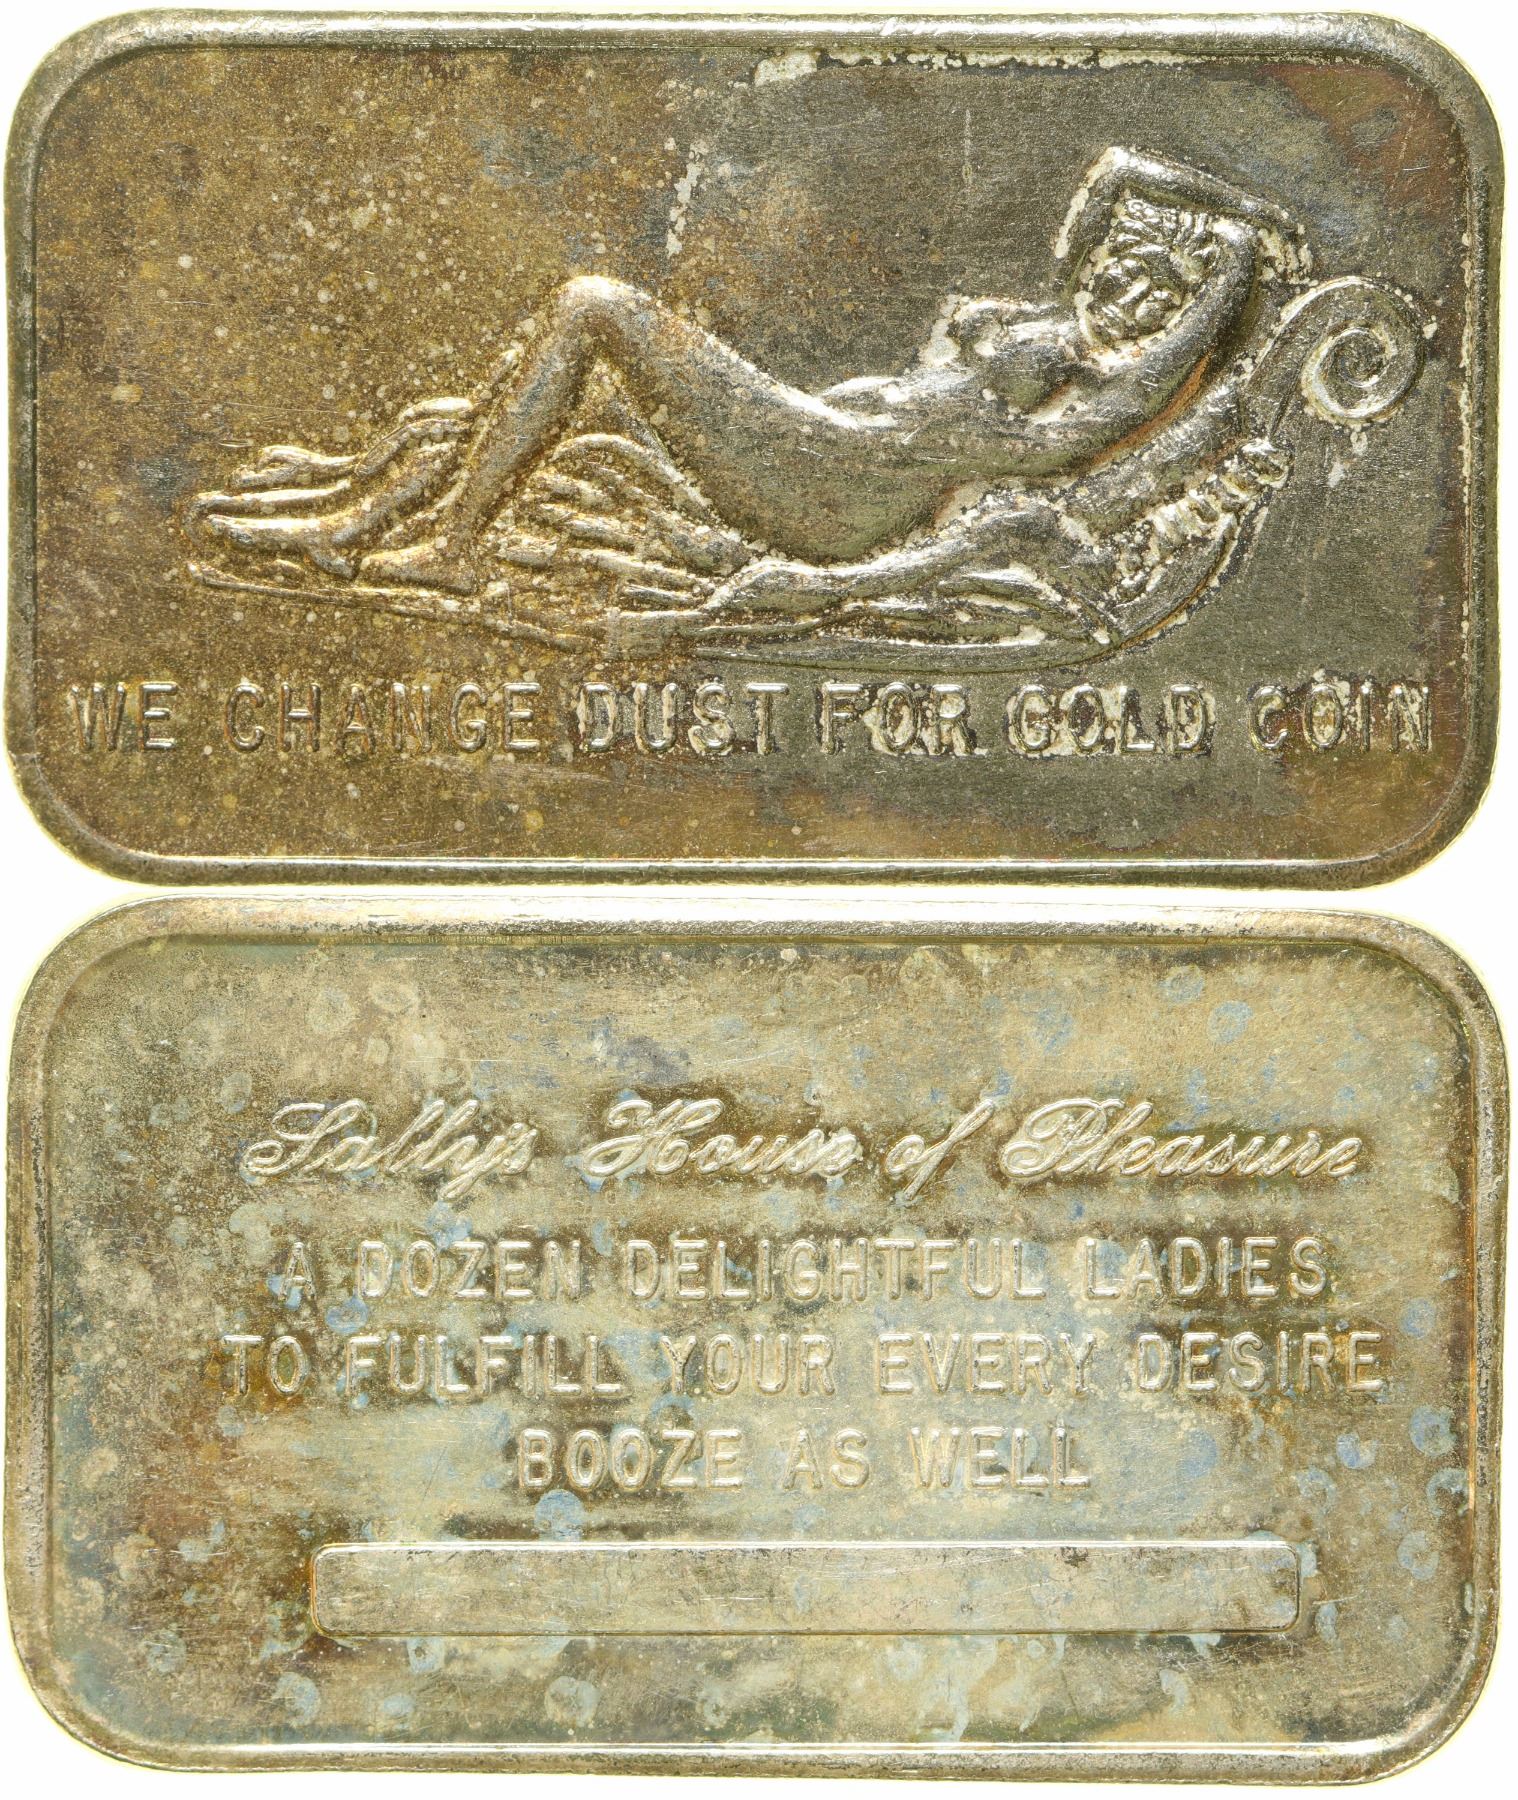 WE CHANGE DUST FOR GOLD COIN
Sally's House of Pleasure
A DOZEN DELIGHTFUL LADIES
TO FULFILL YOUR EVERY DESIRE
BOOZE AS WELL